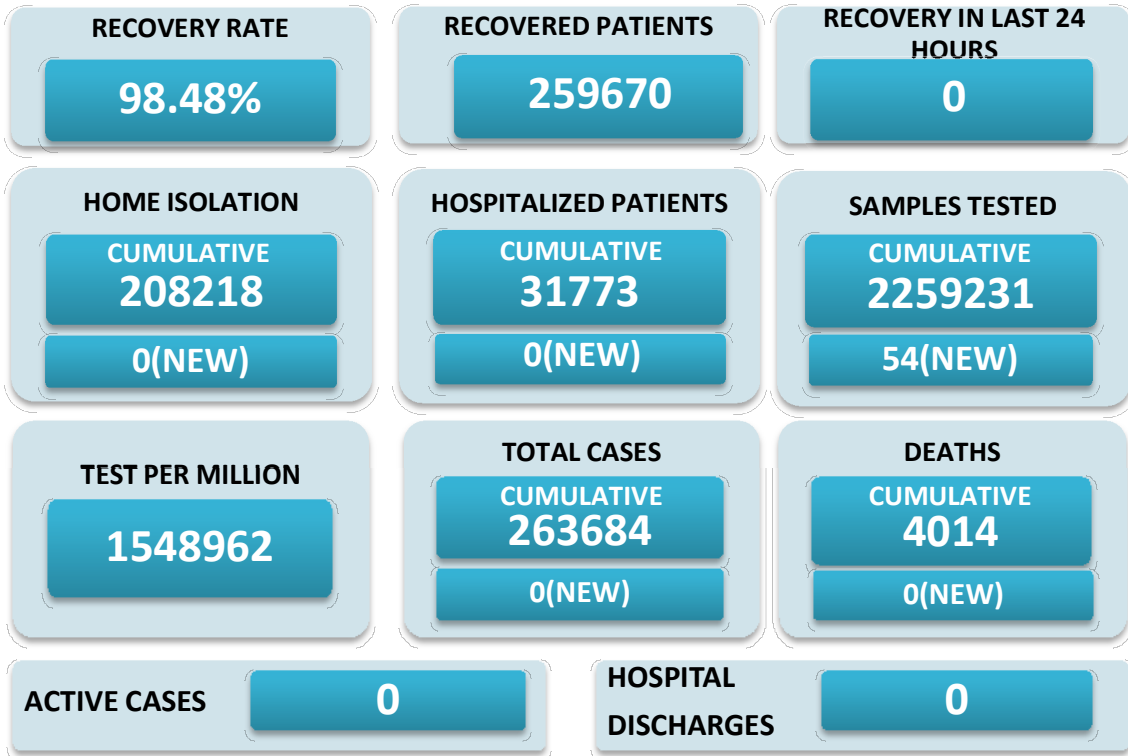 RECOVERY RATE
98.48%
RECOVERED PATIENTS
259670
RECOVERY IN LAST 24
HOURS
0
HOME ISOLATION
CUMULATIVE
208218
0(NEW)
HOSPITALIZED PATIENTS
CUMULATIVE
31773
0(NEW)
SAMPLES TESTED
CUMULATIVE
2259231
54(NEW)
TEST PER MILLION
1548962
TOTAL CASES
CUMULATIVE
263684
0(NEW)
DEATHS
CUMULATIVE
4014
0(NEW)
ACTIVE CASES
0
HOSPITAL
DISCHARGES
0